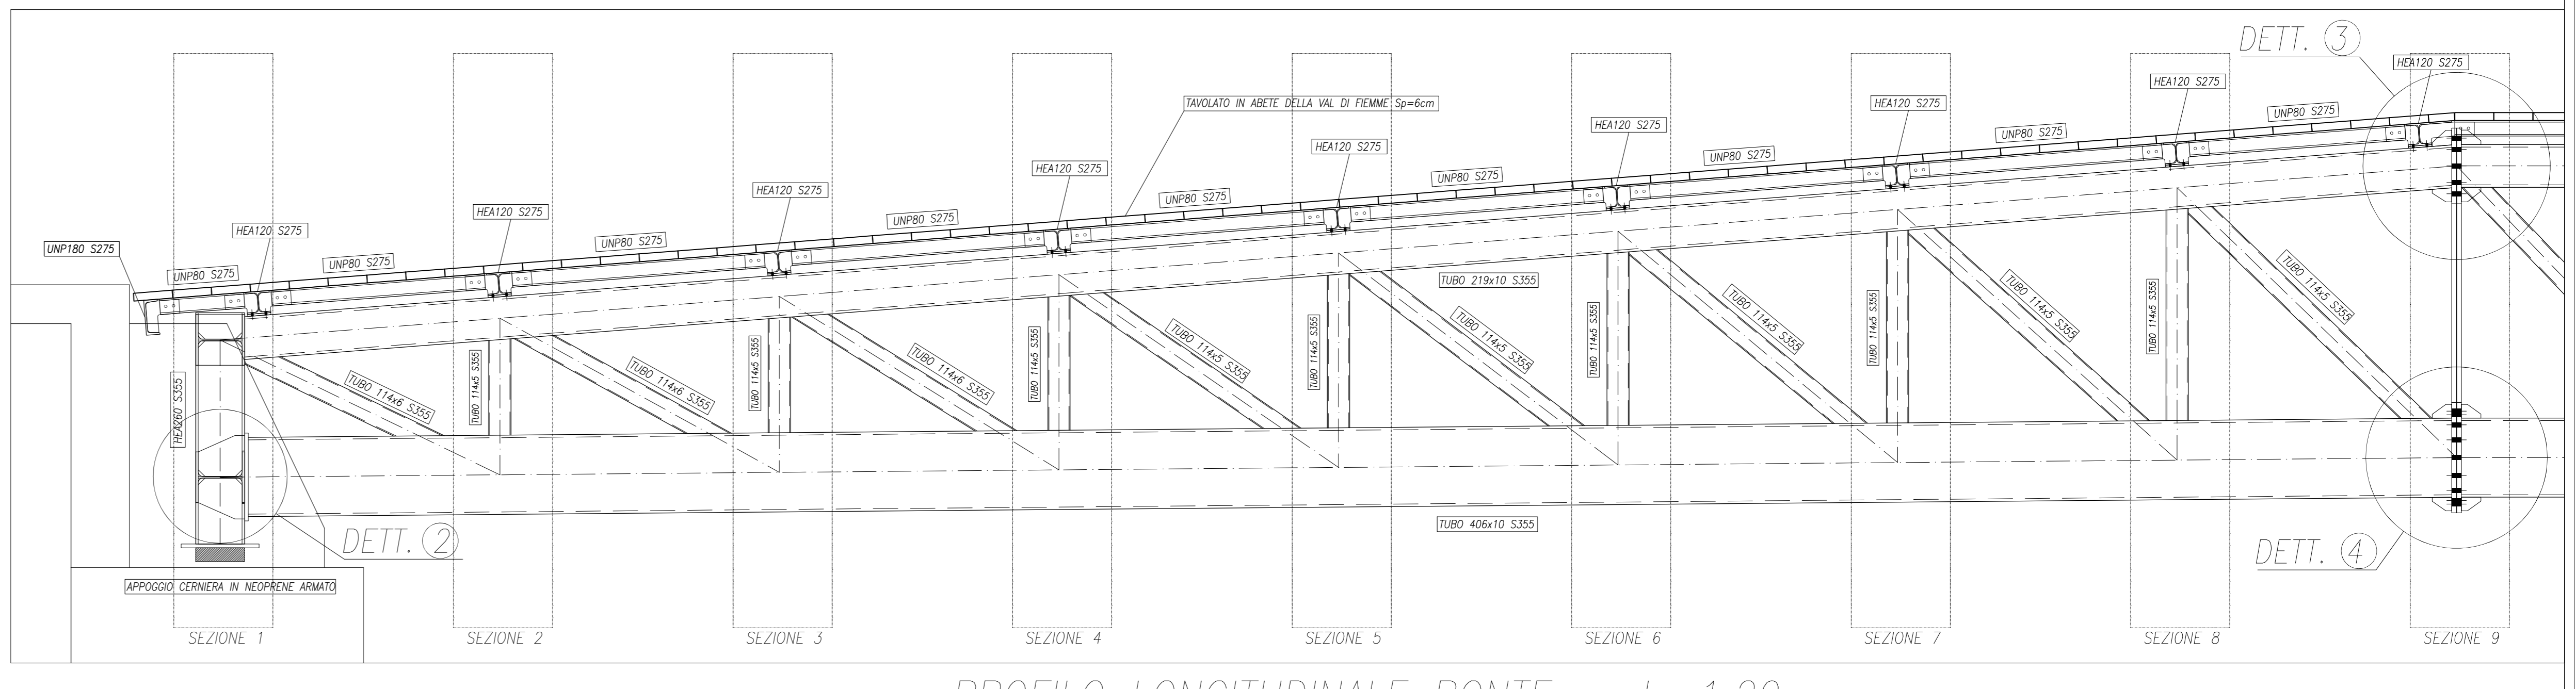 DETT. 3
HEA120 S275
HEA120 S275
HEA120 S275
TAVOLATO IN ABETE DELLA VAL DI FIEMME Sp=6cm
UNP80 S275
HEA120 S275
UNP80 S275
HEA120 S275
UNP80 S275
UNP80 S275
HEA120 S275
HEA120 S275
UNP80 S275
HEA120 S275
UNP80 S275
HEA120 S275
UNP80 S275
HEA120 S275
UNP80 S275
UNP180 S275
UNP80 S275
UNP80 S275
TUBO 219x10 S355
HEA260 S355
TUBO 114x6 S355
TUBO 114x5 S355
TUBO 114x6 S355
TUBO 114x5 S355
TUBO 114x6 S355
TUBO 114x5 S355
TUBO 114x5 S355
TUBO 114x5 S355
TUBO 114x5 S355
TUBO 114x5 S355
TUBO 114x5 S355
TUBO 114x5 S355
TUBO 114x5 S355
TUBO 114x5 S355
TUBO 114x5 S355
TUBO 406x10 S355
DETT. 2
DETT. 4
APPOGGIO CERNIERA IN NEOPRENE ARMATO
SEZIONE 1
SEZIONE 2
SEZIONE 3
SEZIONE 4
SEZIONE 5
SEZIONE 6
SEZIONE 7
SEZIONE 8
SEZIONE 9
PROFILO LONGITUDINALE PONTE